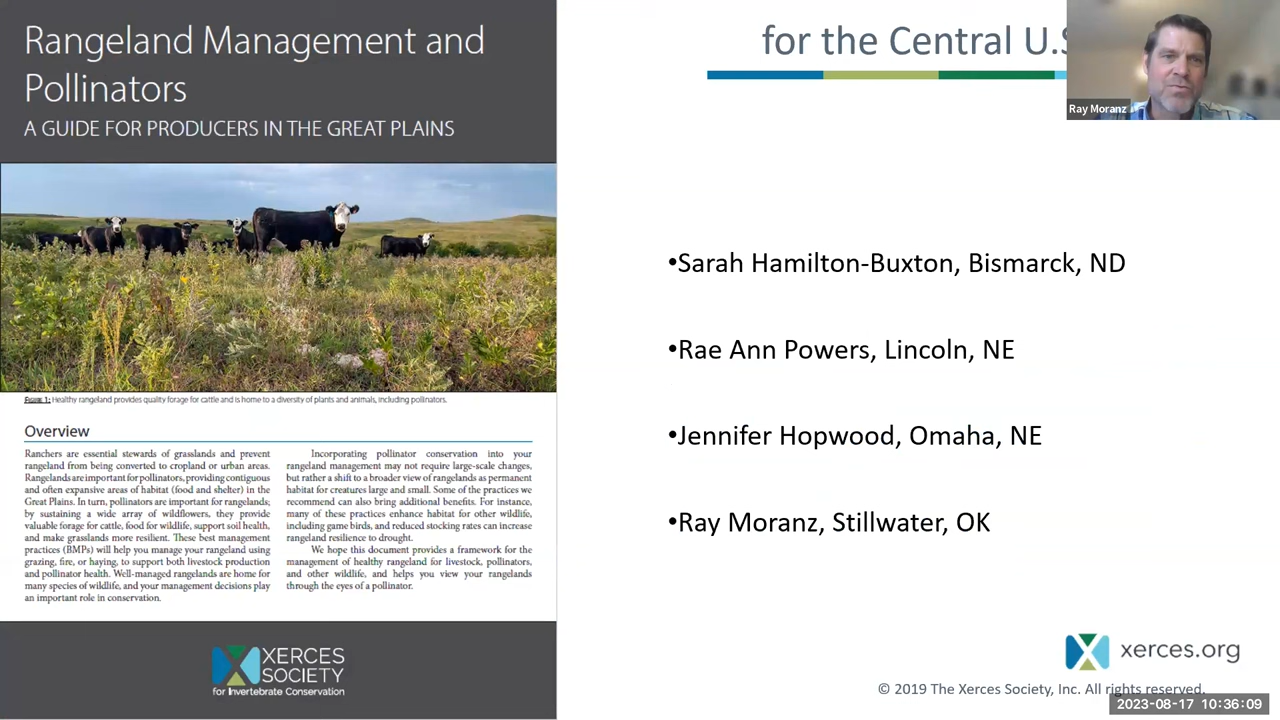 Rangeland Management and
Pollinators
A GUIDE FOR PRODUCERS IN THE GREAT PLAINS
FIGURE 1: Healthy rangeland provides quality forage for cattle and is home to a diversity of plants and animals, including pollinators.
Overview
Ranchers are essential stewards of grasslands and prevent
rangeland from being converted to cropland or urban areas.
Rangelands are important for pollinators, providing contiguous
and often expansive areas of habitat (food and shelter) in the
Great Plains. In turn, pollinators are important for rangelands;
by sustaining a wide array of wildflowers, they provide
valuable forage for cattle, food for wildlife, support soil health,
and make grasslands more resilient. These best management
practices (BMPs) will help you manage your rangeland using
grazing, fire, or haying, to support both livestock production
and pollinator health. Well-managed rangelands are home for
many species of wildlife, and your management decisions play
an important role in conservation.
Incorporating pollinator conservation into your
rangeland management may not require large-scale changes,
but rather a shift to a broader view of rangelands as permanent
habitat for creatures large and small. Some of the practices we
recommend can also bring additional benefits. For instance,
many of these practices enhance habitat for other wildlife,
including game birds, and reduced stocking rates can increase
rangeland resilience to drought.
We hope this document provides a framework for the
management of healthy rangeland for livestock, pollinators,
and other wildlife, and helps you view your rangelands
through the eyes of a pollinator.
XERCES
SOCIETY
for Invertebrate Conservation
for the Central U.S
Ray Moranz
•Sarah Hamilton-Buxton, Bismarck, ND
•Rae Ann Powers, Lincoln, NE
•Jennifer Hopwood, Omaha, NE
•Ray Moranz, Stillwater, OK
xerces.org
© 2019 The Xerces Society, Inc. All rights reserved.
2023-08-17 10:36:09